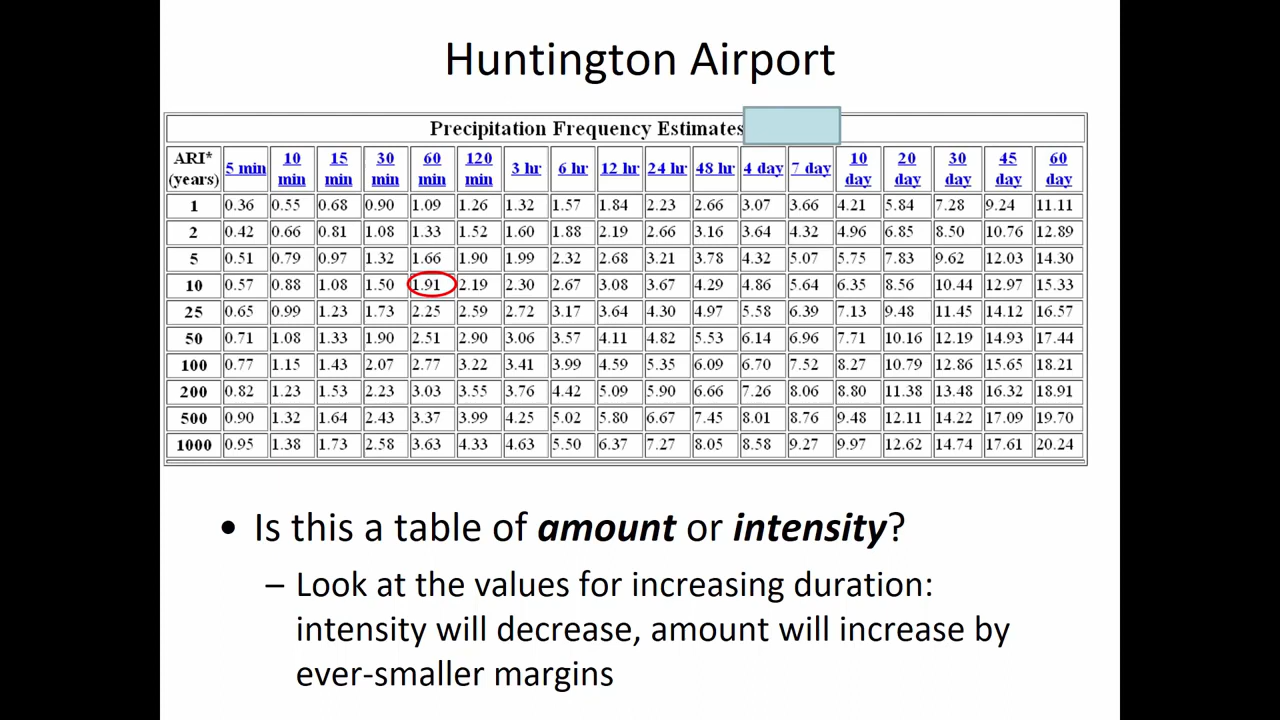 Huntington Airport
Precipitation Frequency Estimates
ARI* (years) 5 min 10 min 15 min 30 min 60 min 120 min 3 hr 6 hr 12 hr 24 hr 48 hr 4 day 7 day 10 day 20 day 30 day 45 day 60 day
1 0.36 0.55 0.68 0.90 1.09 1.26 1.32 1.57 1.84 2.23 2.66 3.07 3.66 4.21 5.84 7.28 9.24 11.11
2 0.42 0.66 0.81 1.08 1.33 1.52 1.60 1.88 2.19 2.66 3.16 3.64 4.32 4.96 6.85 8.50 10.76 12.89
5 0.51 0.79 0.97 1.32 1.66 1.90 1.99 2.32 2.68 3.21 3.78 4.32 5.07 5.75 7.83 9.62 12.03 14.30
10 0.57 0.88 1.08 1.50 1.91 2.19 2.30 2.67 3.08 3.67 4.29 4.86 5.64 6.35 8.56 10.44 12.97 15.33
25 0.65 0.99 1.23 1.73 2.25 2.59 2.72 3.17 3.64 4.30 4.97 5.58 6.39 7.13 9.48 11.45 14.12 16.57
50 0.71 1.08 1.33 1.90 2.51 2.90 3.06 3.57 4.11 4.82 5.53 6.14 6.96 7.71 10.16 12.19 14.93 17.44
100 0.77 1.15 1.43 2.07 2.77 3.22 3.41 3.99 4.59 5.35 6.09 6.70 7.52 8.27 10.79 12.86 15.65 18.21
200 0.82 1.23 1.53 2.23 3.03 3.55 3.76 4.42 5.09 5.90 6.66 7.26 8.06 8.80 11.38 13.48 16.32 18.91
500 0.90 1.32 1.64 2.43 3.37 3.99 4.25 5.02 5.80 6.67 7.45 8.01 8.76 9.48 12.11 14.22 17.09 19.70
1000 0.95 1.38 1.73 2.58 3.63 4.33 4.63 5.50 6.37 7.27 8.05 8.58 9.27 9.97 12.62 14.74 17.61 20.24
• Is this a table of amount or intensity?
– Look at the values for increasing duration:
intensity will decrease, amount will increase by
ever-smaller margins